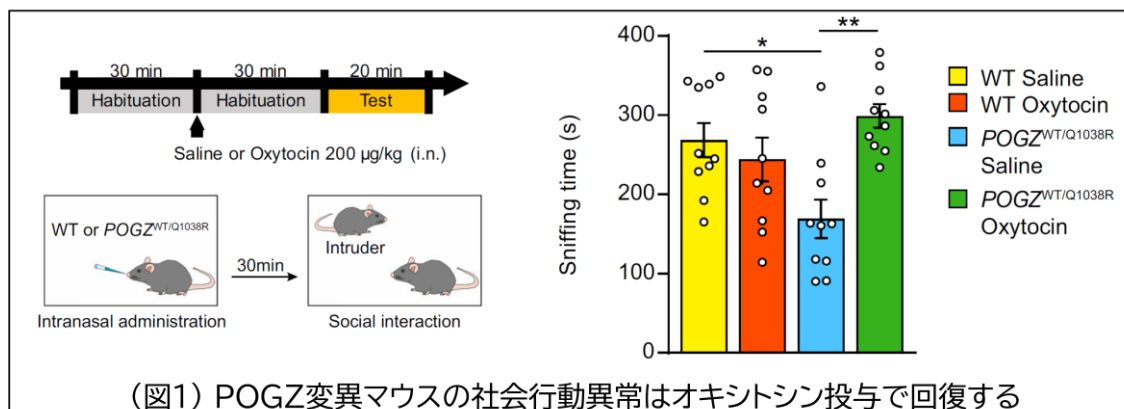 30 min 30 min 20 min
Habituation Habituation Test
Saline or Oxytocin 200 µg/kg (i.n.)
WT or POGZWT/Q1038R
Intruder
30min
Intranasal administration Social interaction
Sniffing time (s)
400
300
200
100
0
*
**
WT Saline
WT Oxytocin
POGZWT/Q1038R
Saline
POGZWT/Q1038R
Oxytocin
(図1) POGZ変異マウスの社会行動異常はオキシトシン投与で回復する